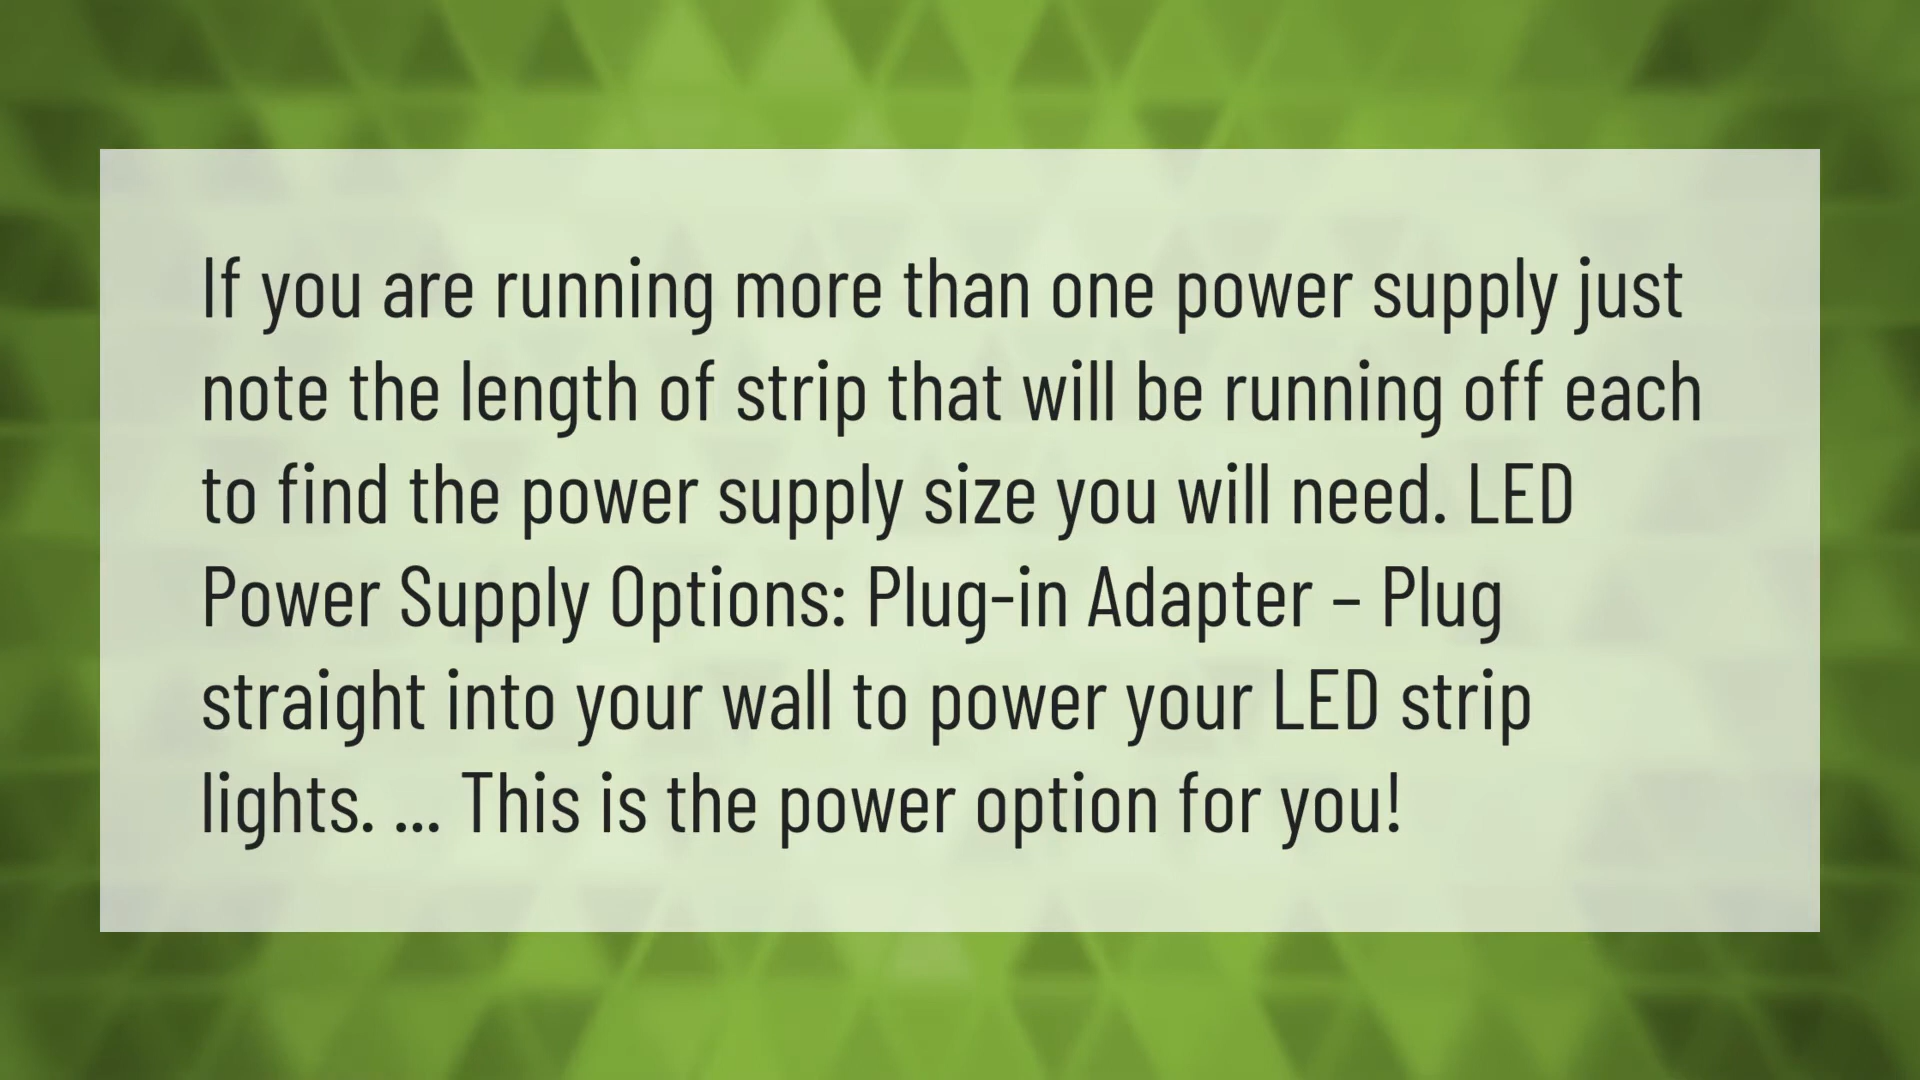 If you are running more than one power supply just
note the length of strip that will be running off each
to find the power supply size you will need. LED
Power Supply Options: Plug-in Adapter – Plug
straight into your wall to power your LED strip
lights. ... This is the power option for you!